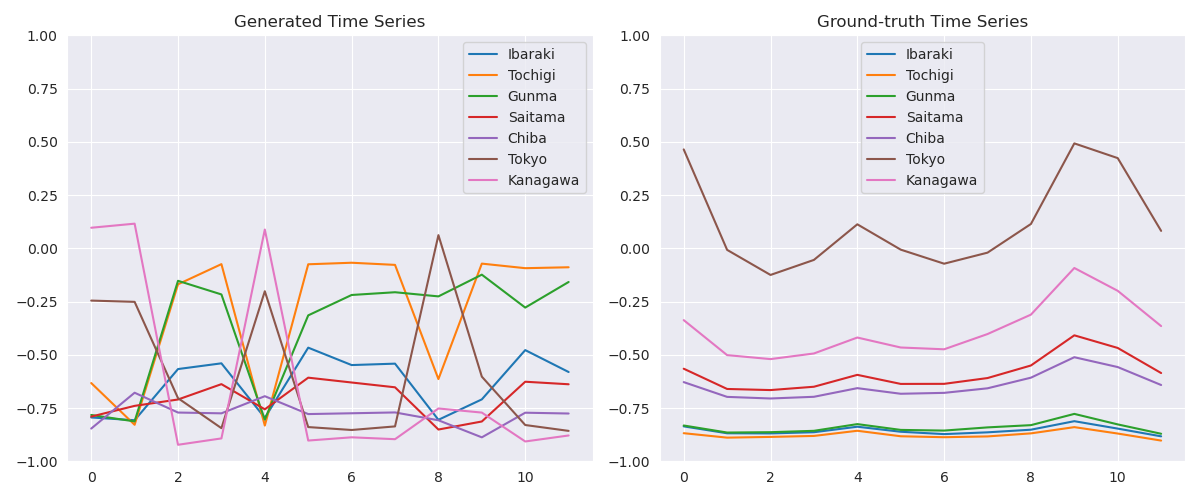 Generated Time Series
1.00
0.75
0.50
0.25
0.00
−0.25
−0.50
−0.75
−1.00
0 2 4 6 8 10
Ibaraki
Tochigi
Gunma
Saitama
Chiba
Tokyo
Kanagawa
Ground-truth Time Series
1.00
0.75
0.50
0.25
0.00
−0.25
−0.50
−0.75
−1.00
0 2 4 6 8 10
Ibaraki
Tochigi
Gunma
Saitama
Chiba
Tokyo
Kanagawa